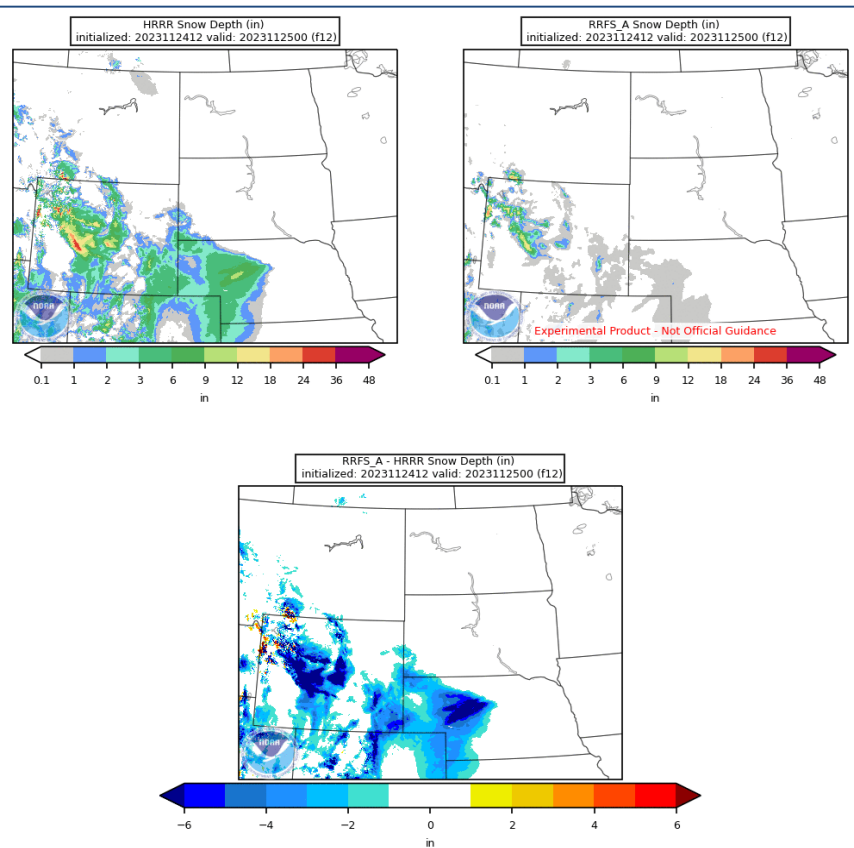 HRRR Snow Depth (in)
initialized: 2023112412 valid: 2023112500 (f12)
RRFS_A Snow Depth (in)
initialized: 2023112412 valid: 2023112500 (f12)
NOAA
NOAA
Experimental Product - Not Official Guidance
0.1 1 2 3 6 9 12 18 24 36 48
in
0.1 1 2 3 6 9 12 18 24 36 48
in
RRFS_A - HRRR Snow Depth (in)
initialized: 2023112412 valid: 2023112500 (f12)
NOAA
−6 −4 −2 0 2 4 6
in